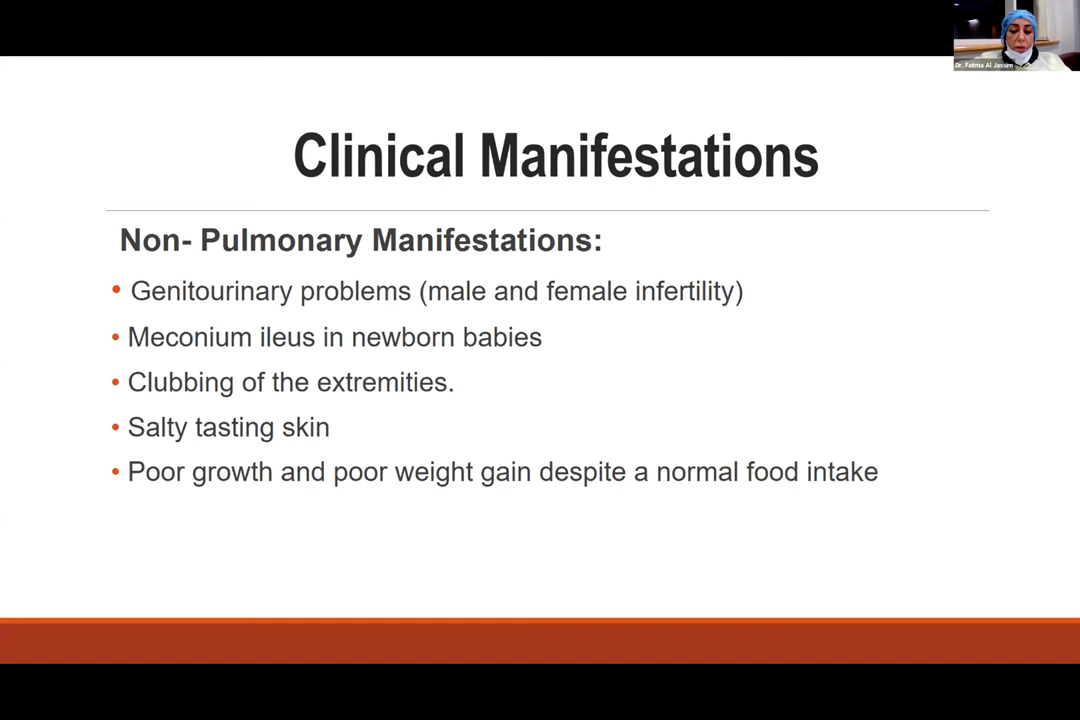 Dr. Fatma Al Jassim
Clinical Manifestations
Non- Pulmonary Manifestations:
• Genitourinary problems (male and female infertility)
• Meconium ileus in newborn babies
• Clubbing of the extremities.
• Salty tasting skin
• Poor growth and poor weight gain despite a normal food intake